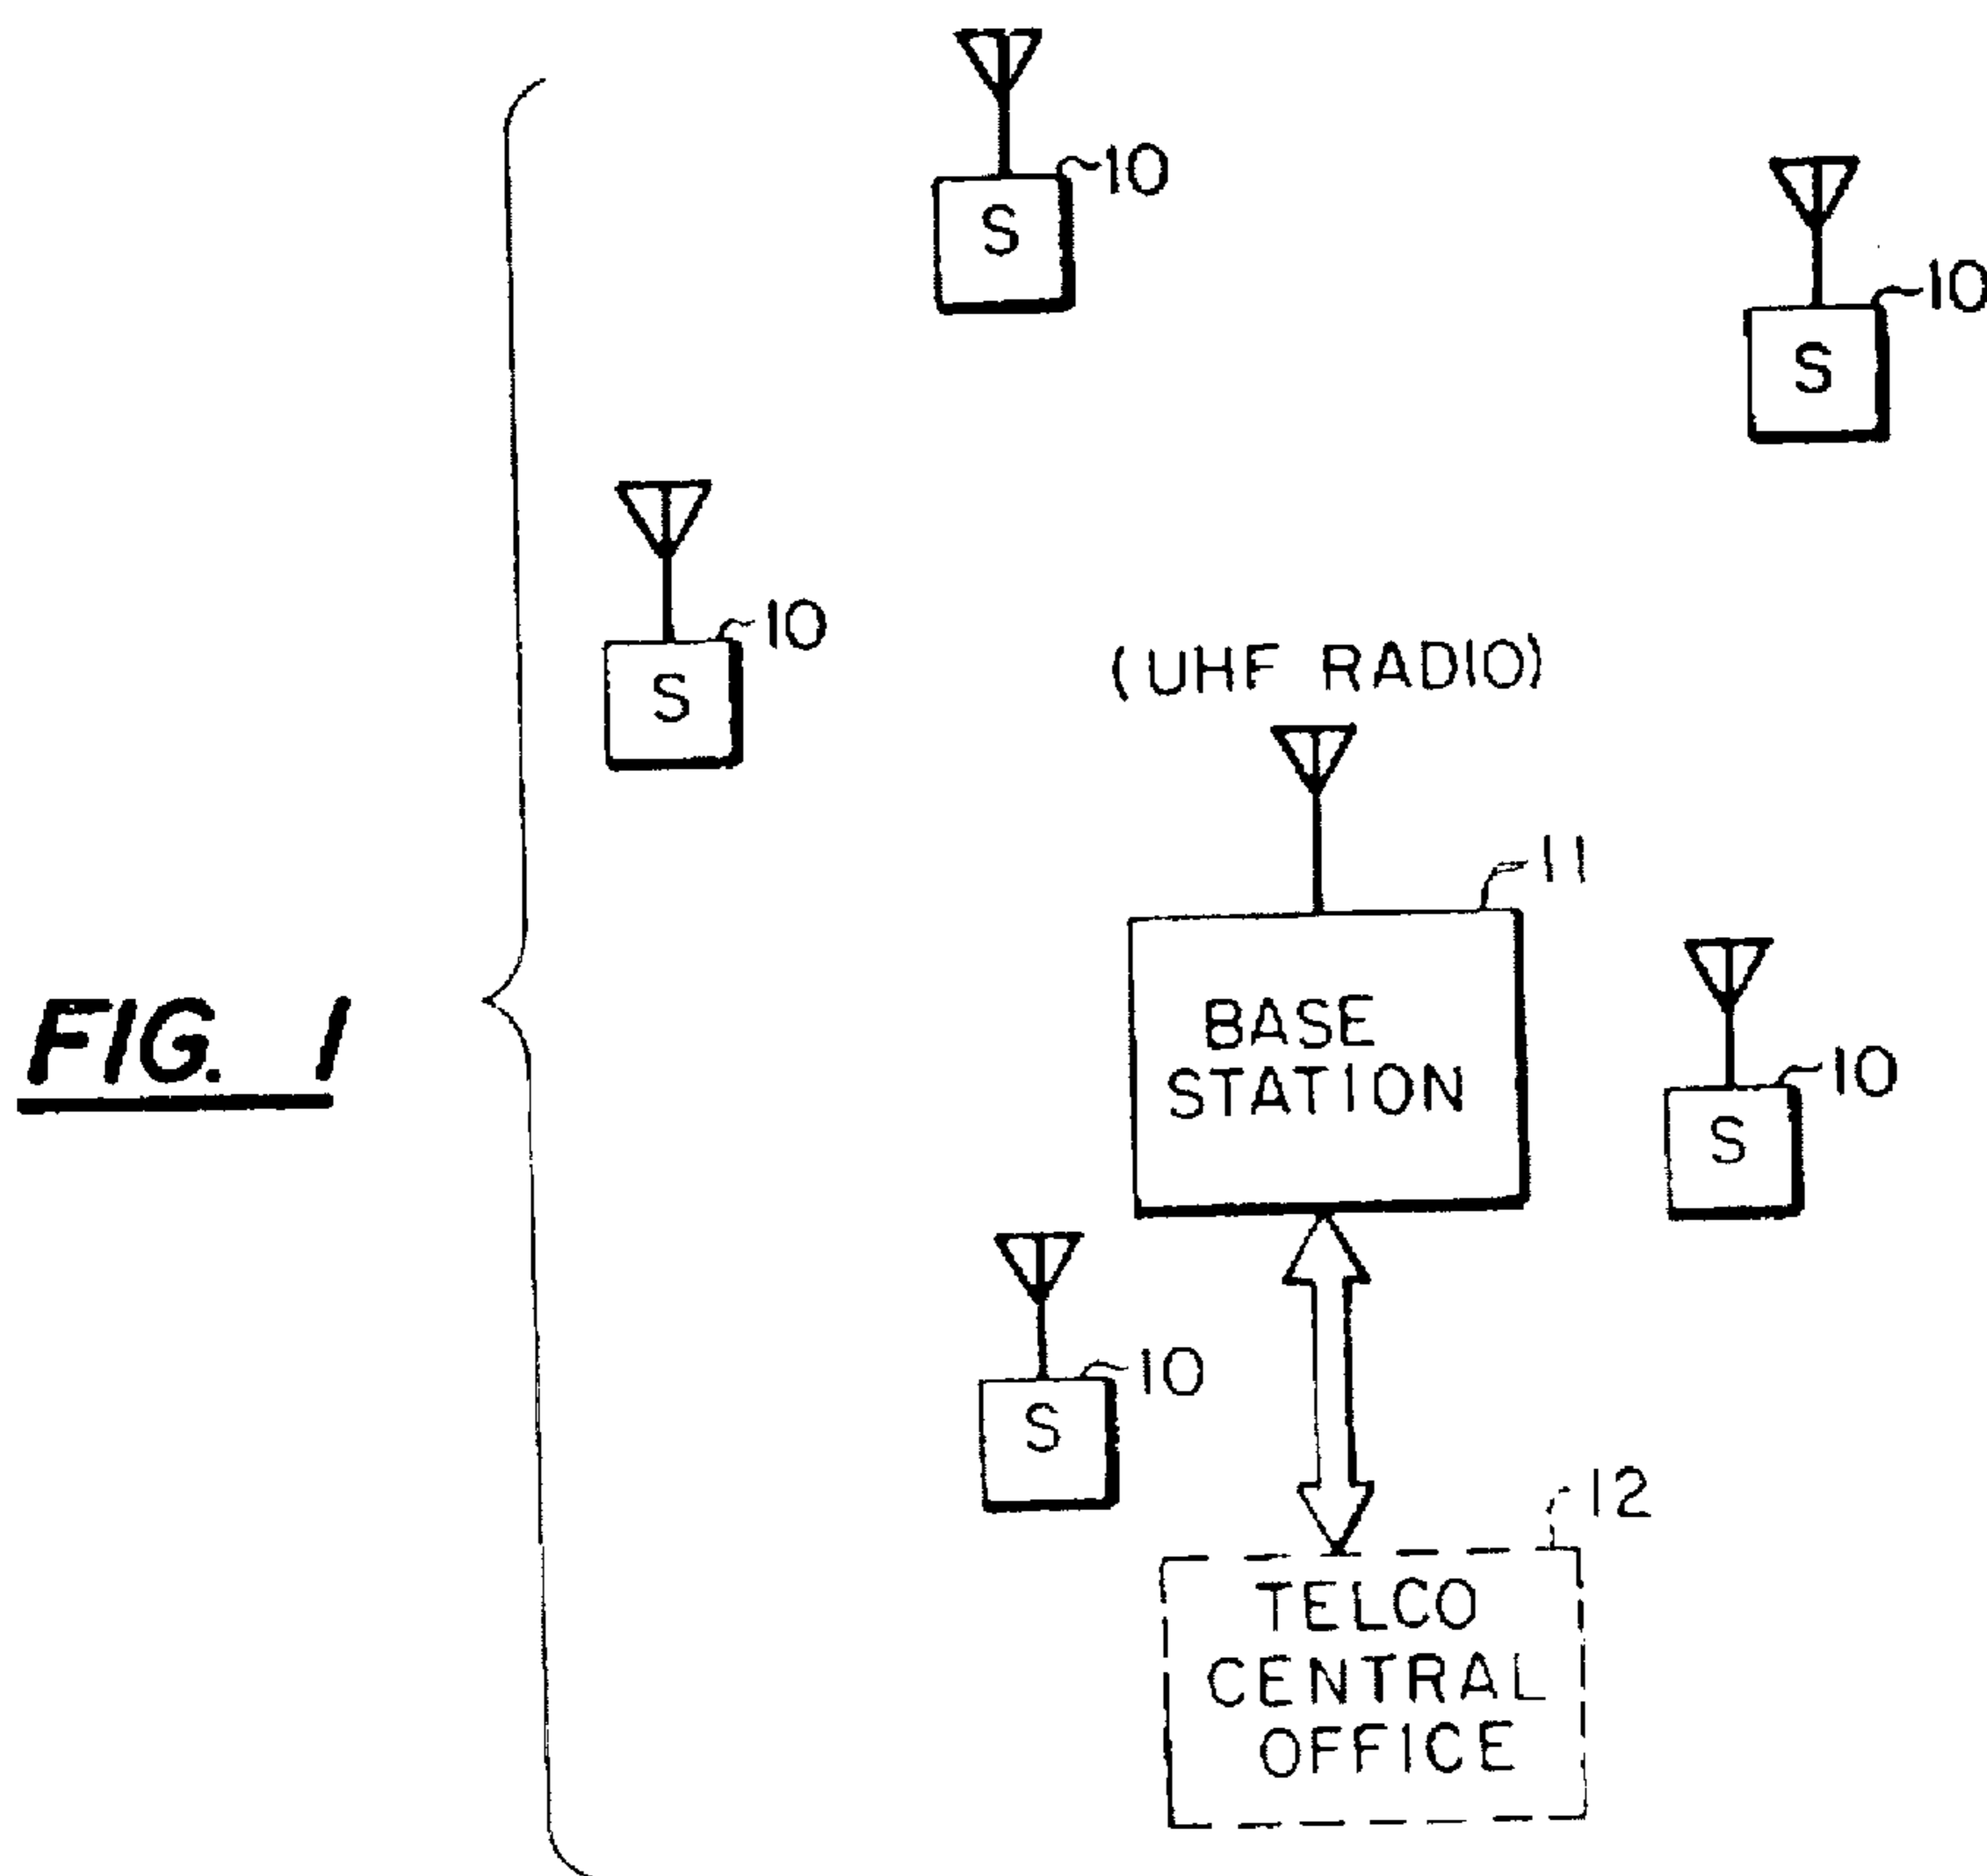 10
S
10
S
10
S
(UHF RADIO)
11
BASE
STATION
FIG. 1
10
S
10
S
12
TELCO
CENTRAL
OFFICE